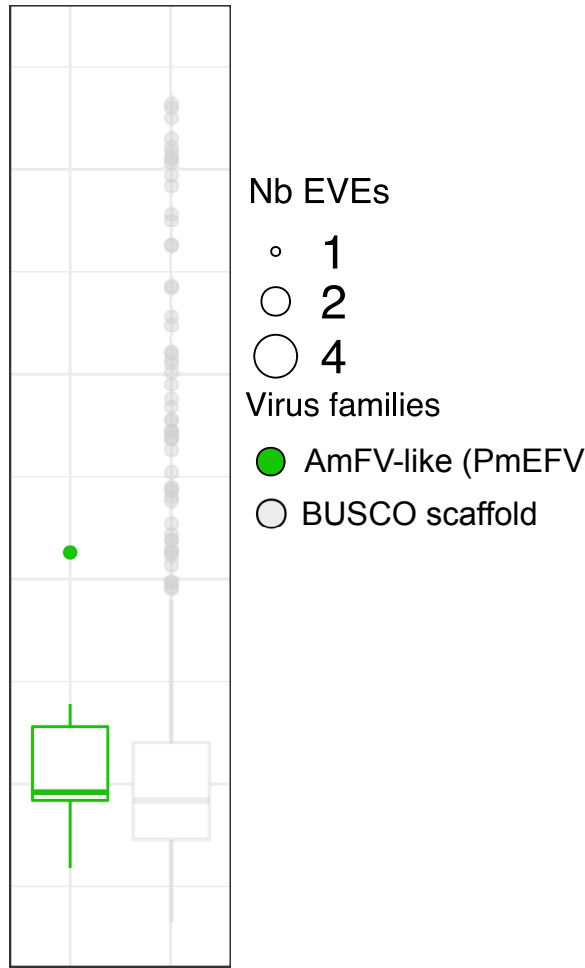 Nb EVEs
1
2
4
Virus families
AmFV-like (PmEFV
BUSCO scaffold